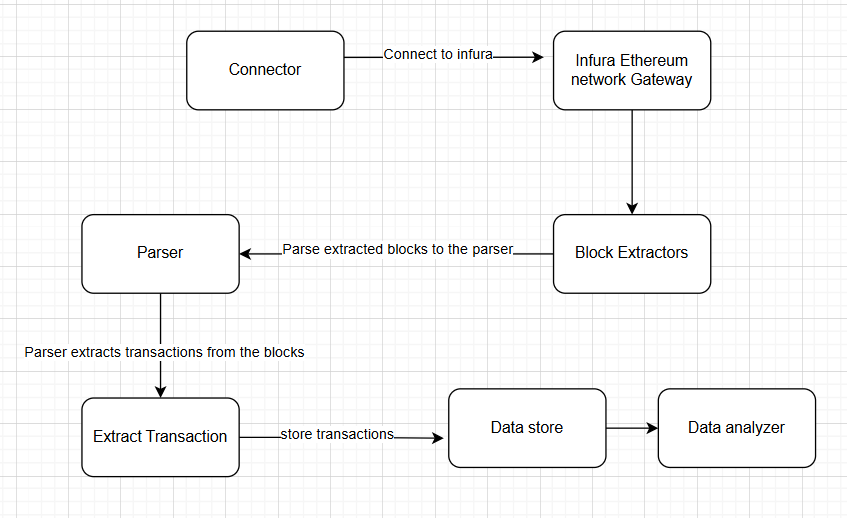 Connector
Connect to infura
Infura Ethereum
network Gateway
Parser
Parse extracted blocks to the parser
Block Extractors
Parser extracts transactions from the blocks
Extract Transaction
store transactions
Data store
Data analyzer